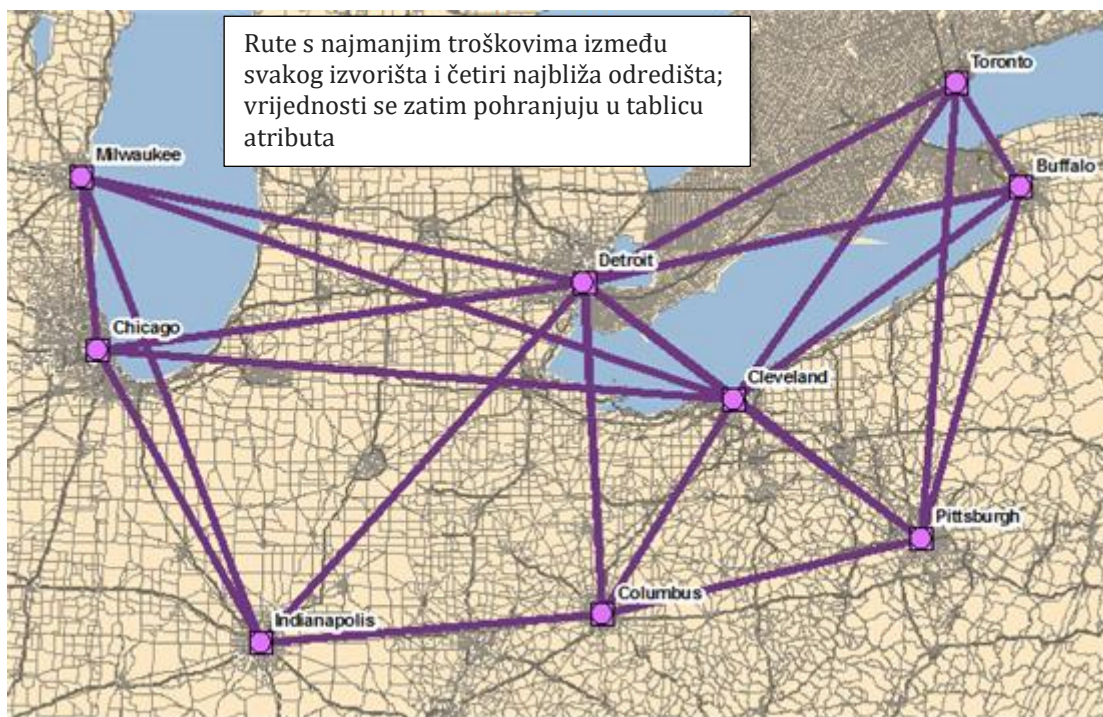 Rute s najmanjim troškovima između
svakog izvorišta i četiri najbliža odredišta;
vrijednosti se zatim pohranjuju u tablicu
atributa
Toronto
Milwaukee
Buffalo
Detroit
Chicago
Cleveland
Pittsburgh
Columbus
Indianapolis